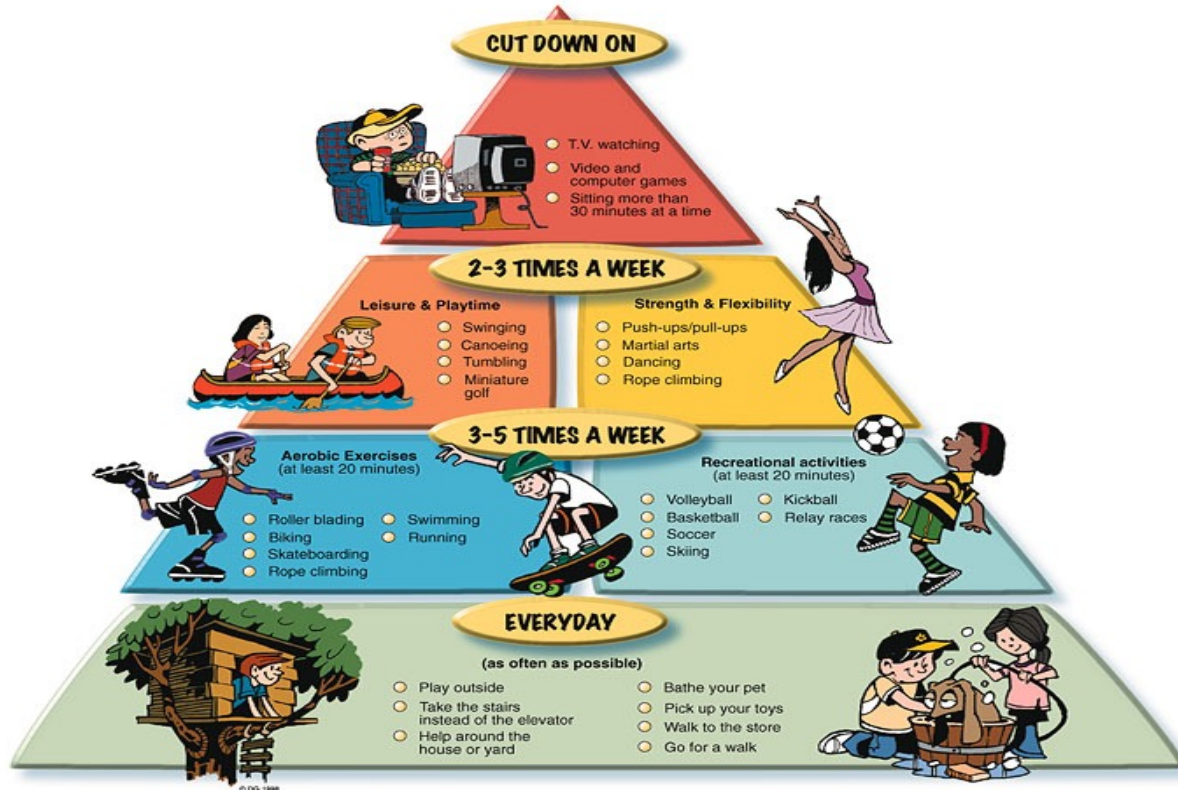 CUT DOWN ON
T.V. watching
Video and
computer games
Sitting more than
30 minutes at a time
2-3 TIMES A WEEK
Leisure & Playtime
Swinging
Canoeing
Tumbling
Miniature
golf
Strength & Flexibility
Push-ups/pull-ups
Martial arts
Dancing
Rope climbing
3-5 TIMES A WEEK
Aerobic Exercises
(at least 20 minutes)
Roller blading
Biking
Skateboarding
Rope climbing
Swimming
Running
Recreational activities
(at least 20 minutes)
Volleyball
Basketball
Soccer
Skiing
Kickball
Relay races
EVERYDAY
(as often as possible)
Play outside
Take the stairs
instead of the elevator
Help around the
house or yard
Bathe your pet
Pick up your toys
Walk to the store
Go for a walk